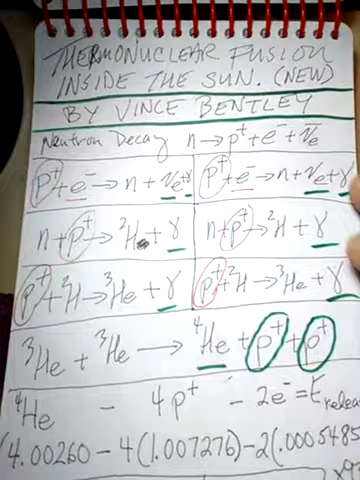 THERMONUCLEAR FUSION
INSIDE THE SUN. (NEW)
BY VINCE BENTLEY
Neutron Decay n→p⁺+e⁻+ν̅e
p⁺+e⁻→n+νe+γ p⁺+e⁻→n+νe+γ
n+p⁺→²H+γ n+p⁺→²H+γ
p⁺+²H→³He+γ p⁺+²H→³He+γ
³He+³He→⁴He+p⁺+p⁺
⁴He – 4p⁺ – 2e⁻=E
(4.00260–4(1.007276)–2(.0005485